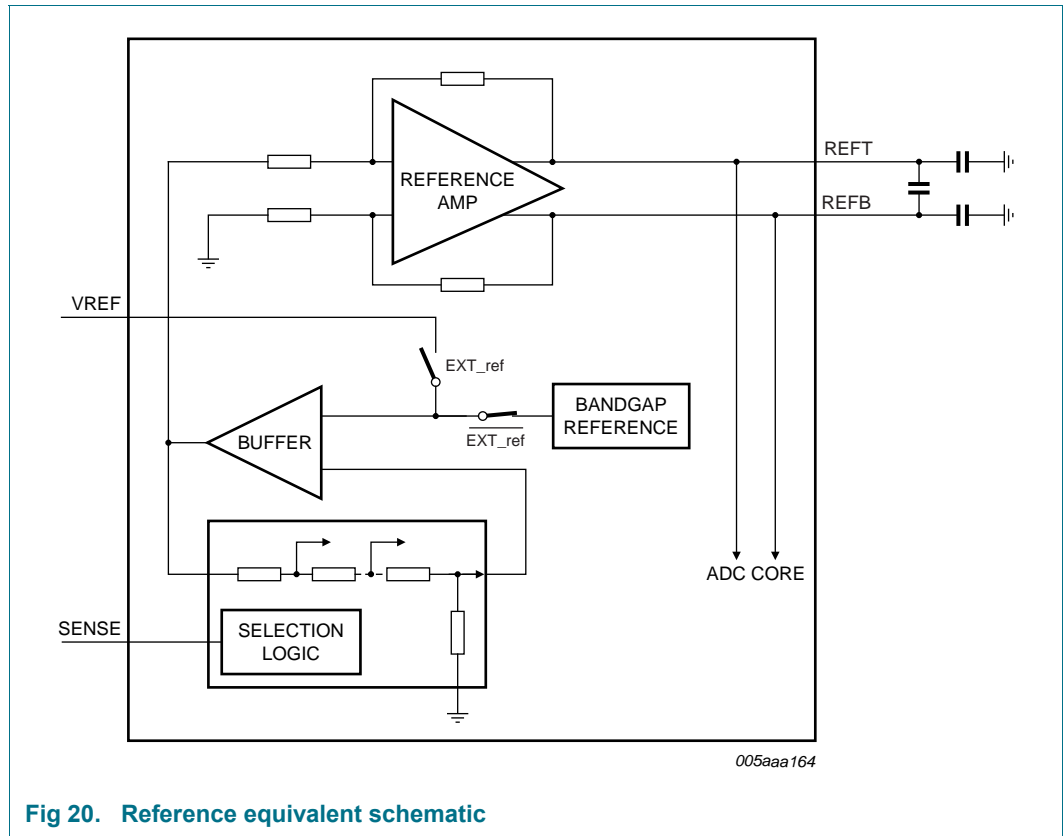 REFERENCE
AMP
REFT
REFB
VREF
EXT_ref
EXT_ref
BANDGAP
REFERENCE
BUFFER
ADC CORE
SENSE
SELECTION
LOGIC
005aaa164
Fig 20. Reference equivalent schematic